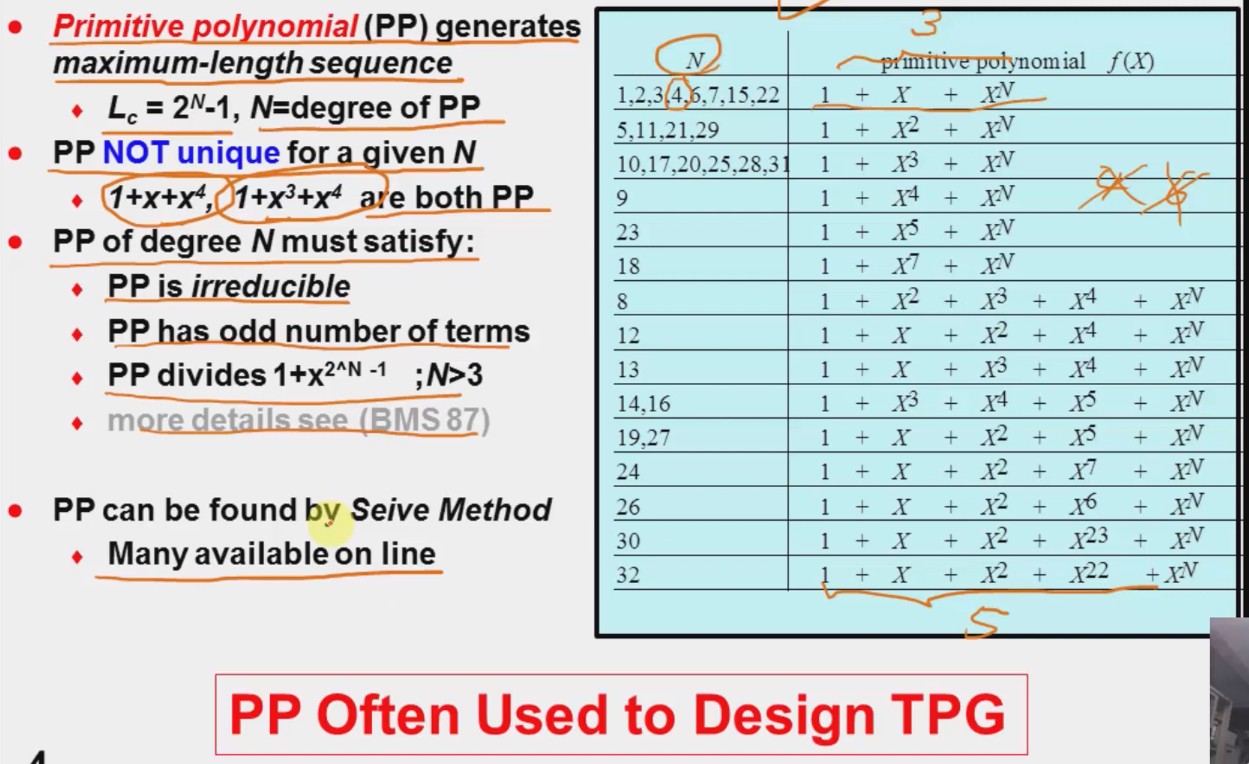 • Primitive polynomial (PP) generates
maximum-length sequence
♦ Lc = 2^N-1, N=degree of PP
• PP NOT unique for a given N
♦ 1+x+x^4, 1+x^3+x^4 are both PP
• PP of degree N must satisfy:
♦ PP is irreducible
♦ PP has odd number of terms
♦ PP divides 1+x^2^N -1 ;N>3
♦ more details see (BMS 87)
• PP can be found by Seive Method
♦ Many available on line
3
N primitive polynomial f(X)
1,2,3,4,6,7,15,22 1 + X + X^N
5,11,21,29 1 + X^2 + X^N
10,17,20,25,28,31 1 + X^3 + X^N
9 1 + X^4 + X^N
23 1 + X^5 + X^N
18 1 + X^7 + X^N
8 1 + X^2 + X^3 + X^4 + X^N
12 1 + X + X^2 + X^4 + X^N
13 1 + X + X^3 + X^4 + X^N
14,16 1 + X^3 + X^4 + X^5 + X^N
19,27 1 + X + X^2 + X^5 + X^N
24 1 + X + X^2 + X^7 + X^N
26 1 + X + X^2 + X^6 + X^N
30 1 + X + X^2 + X^23 + X^N
32 1 + X + X^2 + X^22 + X^N
5
PP Often Used to Design TPG